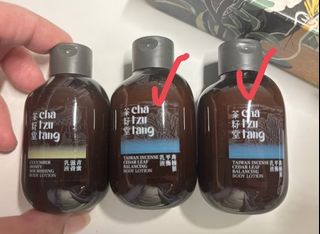 cha
tzu
tang
茶籽堂
CUCUMBER
HONEY
NOURISHING
BODY LOTION
cha
tzu
tang
茶籽堂
TAIWAN INCENSE
CEDAR LEAF
BALANCING
BODY LOTION
cha
tzu
tang
茶籽堂
TAIWAN INCENSE
CEDAR LEAF
BALANCING
BODY LOTION